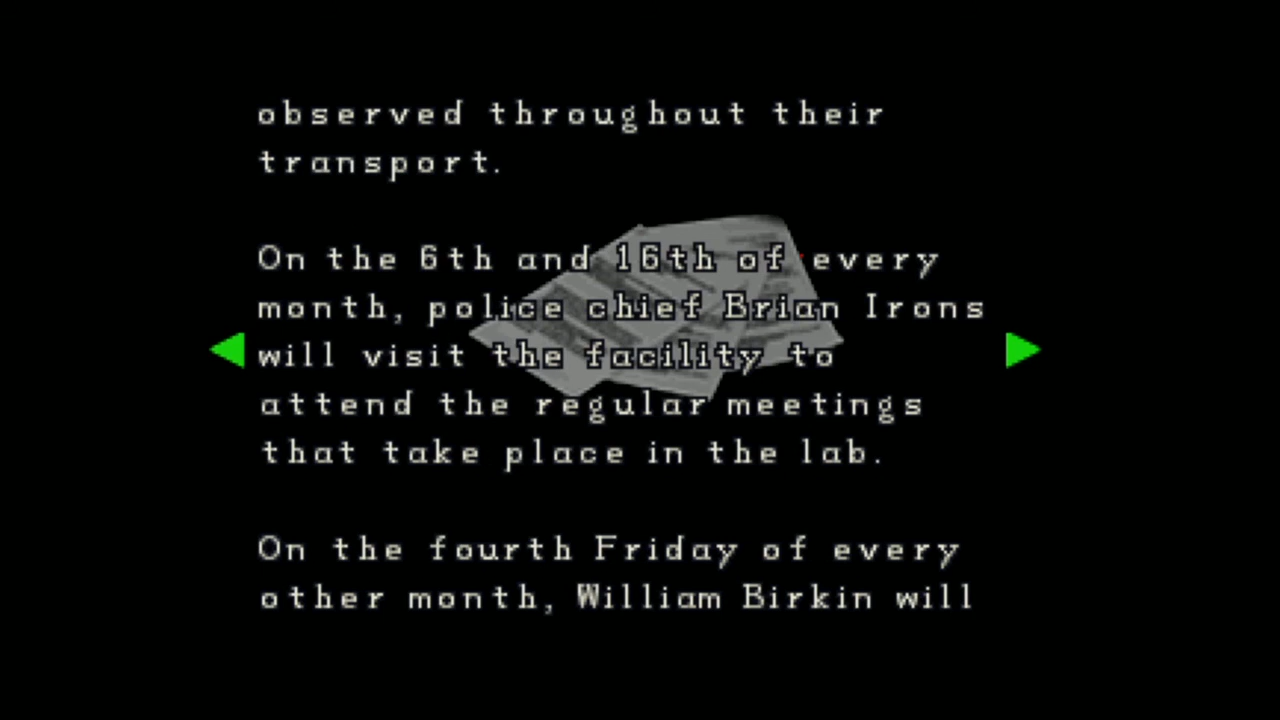 observed throughout their
transport.
On the 6th and 16th of every
month, police chief Brian Irons
will visit the facility to
attend the regular meetings
that take place in the lab.
On the fourth Friday of every
other month, William Birkin will